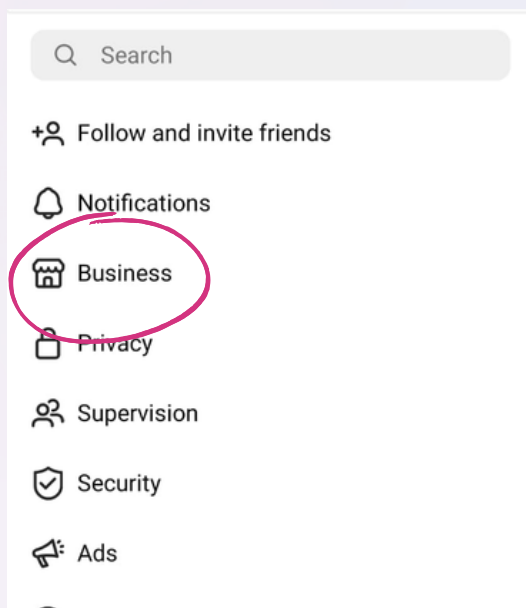 Search
Follow and invite friends
Notifications
Business
Privacy
Supervision
Security
Ads